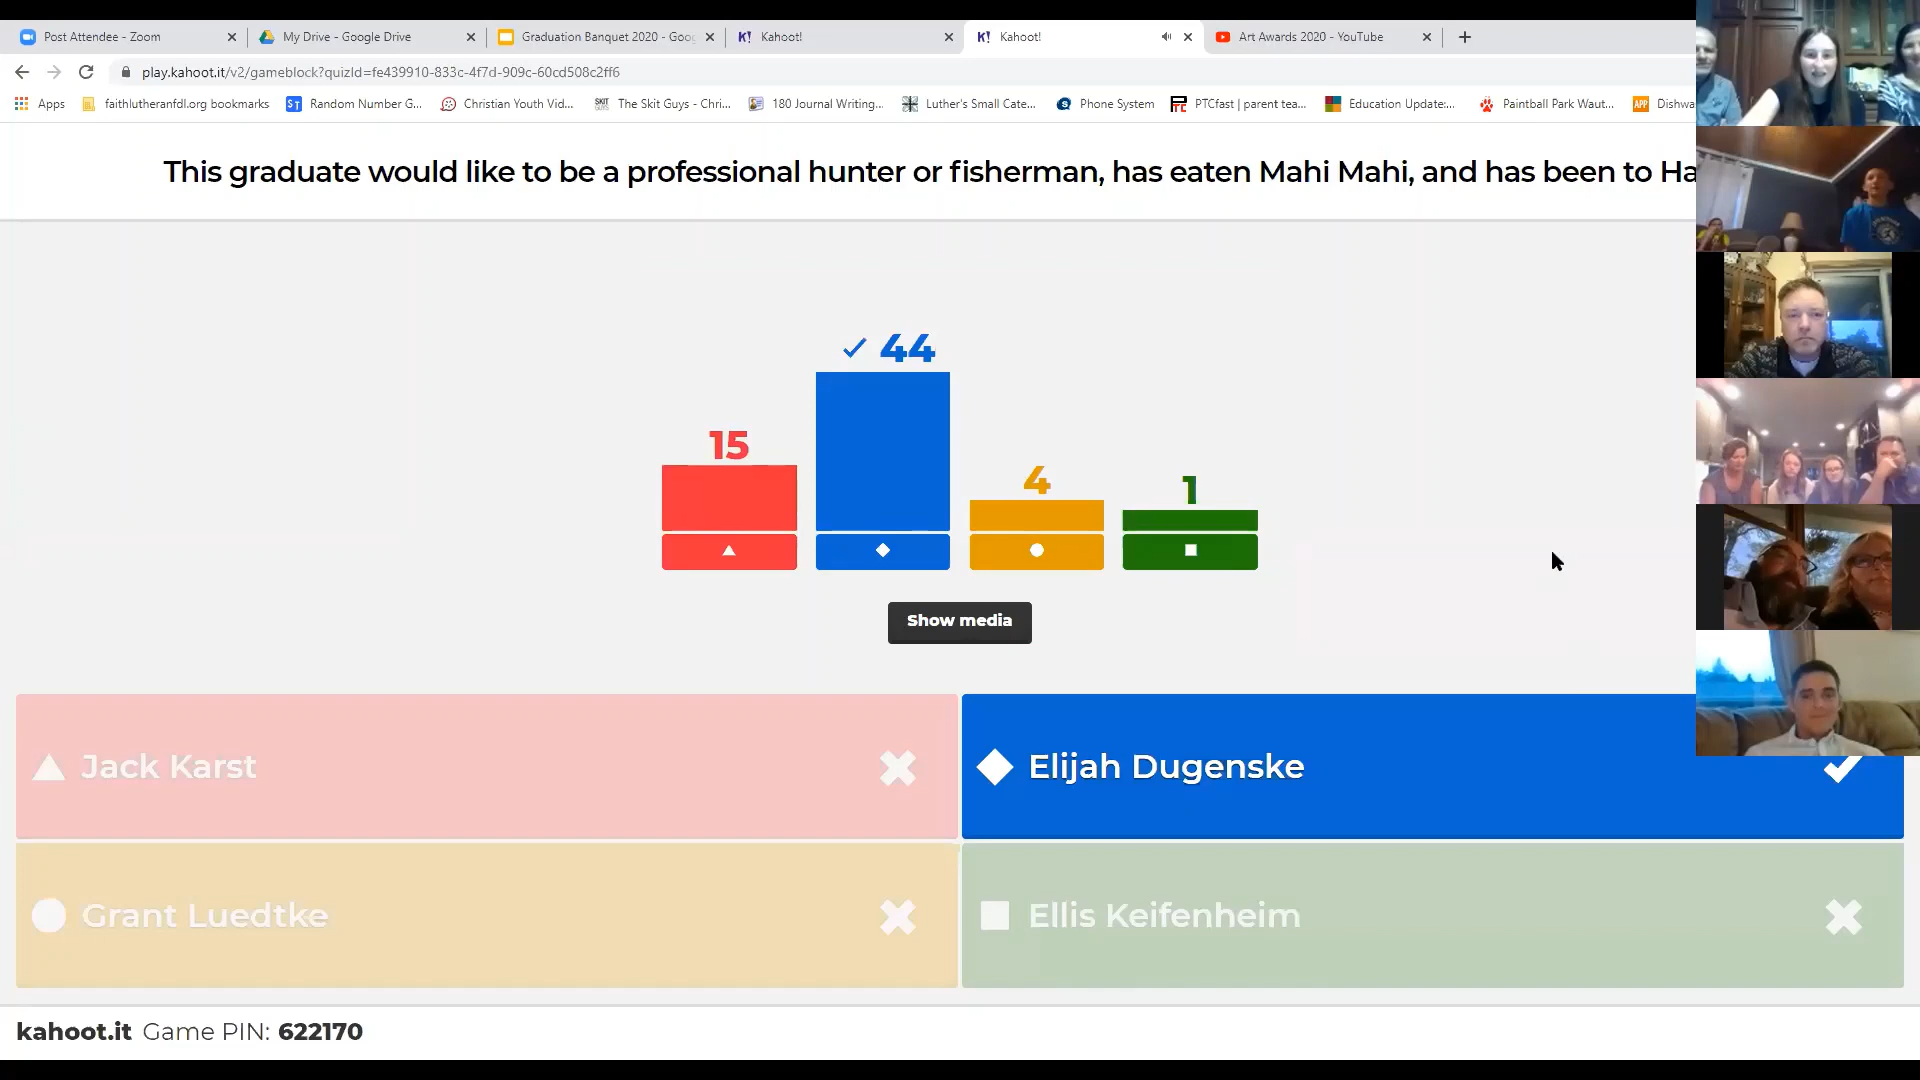 Post Attendee - Zoom
My Drive - Google Drive
Graduation Banquet 2020 - Goog
Kahoot!
Kahoot!
Art Awards 2020 - YouTube
play.kahoot.it/v2/gameblock?quizId=fe439910-833c-4f7d-909c-60cd508c2ff6
Apps
faithlutheranfdl.org bookmarks
Random Number G...
Christian Youth Vid...
The Skit Guys - Chri...
180 Journal Writing...
Luther's Small Cate...
Phone System
PTCfast | parent tea...
Education Update:...
Paintball Park Waut...
Dishwa
This graduate would like to be a professional hunter or fisherman, has eaten Mahi Mahi, and has been to Ha
15
44
4
1
Show media
Jack Karst
Elijah Dugenske
Grant Luedtke
Ellis Keifenheim
kahoot.it Game PIN: 622170